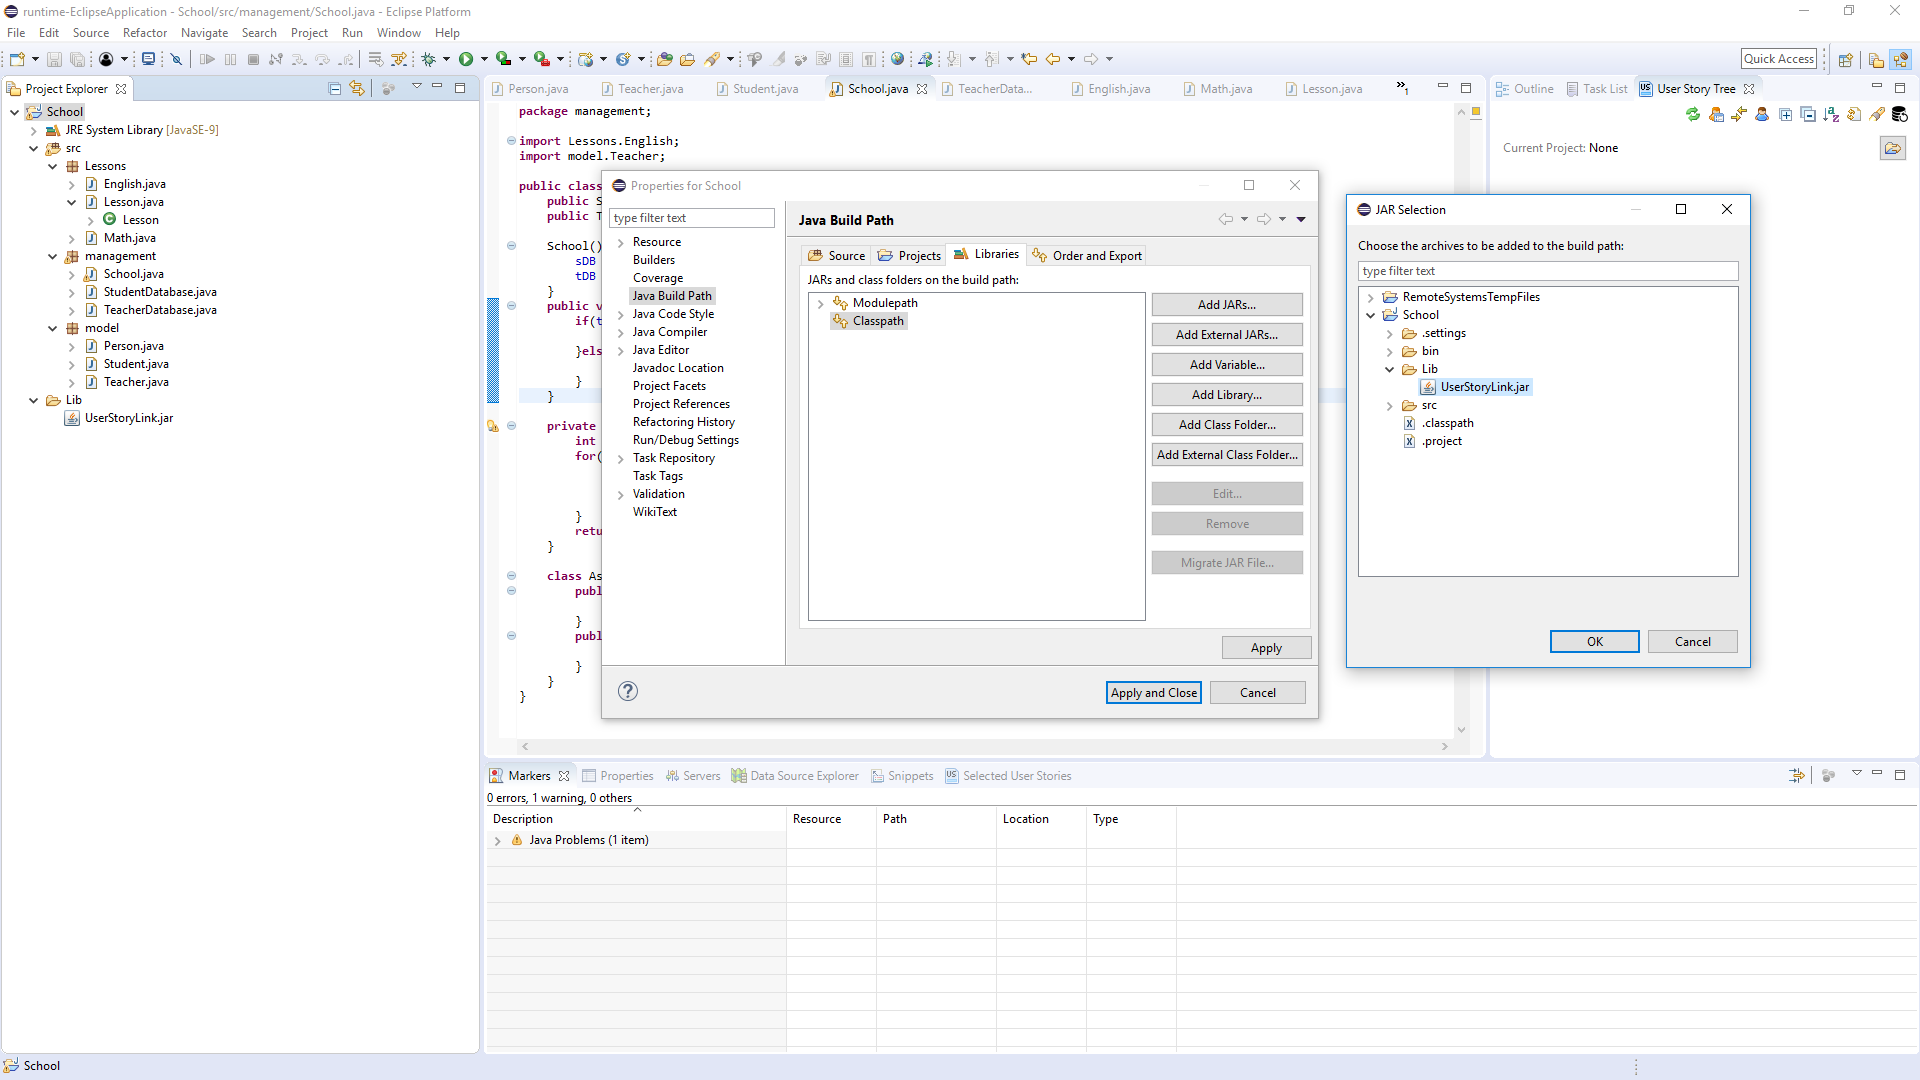 runtime-EclipseApplication - School/src/management/School.java - Eclipse Platform
File Edit Source Refactor Navigate Search Project Run Window Help
Quick Access
Project Explorer
School
JRE System Library [JavaSE-9]
src
Lessons
English.java
Lesson.java
Lesson
Math.java
management
School.java
StudentDatabase.java
TeacherDatabase.java
model
Person.java
Student.java
Teacher.java
Lib
UserStoryLink.jar
Person.java Teacher.java Student.java School.java TeacherData... English.java Math.java Lesson.java »1
package management;
import Lessons.English;
import model.Teacher;
public class
public S
public T
School()
sDB
tDB
}
public v
if(t
}els
}
}
private
int
for(
}
retu
}
class As
publ
}
publ
}
}
}
Properties for School
type filter text
Resource
Builders
Coverage
Java Build Path
Java Code Style
Java Compiler
Java Editor
Javadoc Location
Project Facets
Project References
Refactoring History
Run/Debug Settings
Task Repository
Task Tags
Validation
WikiText
Java Build Path
Source Projects Libraries Order and Export
JARs and class folders on the build path:
Modulepath
Classpath
Add JARs...
Add External JARs...
Add Variable...
Add Library...
Add Class Folder...
Add External Class Folder...
Edit...
Remove
Migrate JAR File...
Apply
?
Apply and Close Cancel
Outline Task List User Story Tree
Current Project: None
JAR Selection
Choose the archives to be added to the build path:
type filter text
RemoteSystemsTempFiles
School
.settings
bin
Lib
UserStoryLink.jar
src
.classpath
.project
OK Cancel
Markers Properties Servers Data Source Explorer Snippets Selected User Stories
0 errors, 1 warning, 0 others
Description Resource Path Location Type
Java Problems (1 item)
School